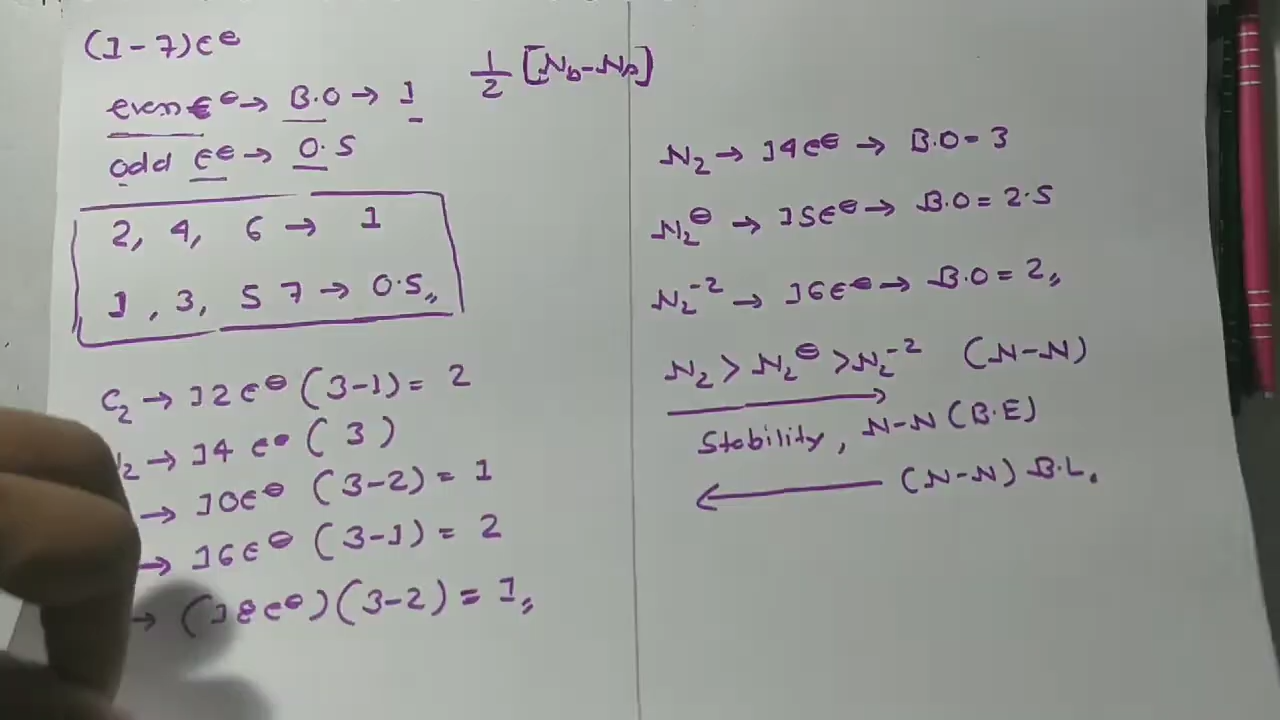 (1-7)e⊖
even e⊖ → B.O → 1
odd e⊖ → 0.5
2, 4, 6 → 1
1, 3, 5 7 → 0.5,,
C₂ → 12e⊖ (3-1) = 2
₂ → 14 e⊖ (3)
→ 10e⊖ (3-2) = 1
→ 16e⊖ (3-1) = 2
→ (18e⊖)(3-2) = 1,,
1/2 [Nb-Na]
N₂ → 14e⊖ → B.O = 3
N₂⊖ → 15e⊖ → B.O = 2.5
N₂⁻² → 16e⊖ → B.O = 2,,
N₂ > N₂⊖ > N₂⁻² (N-N)
→
Stability, N-N (B.E)
← (N-N) B.L.